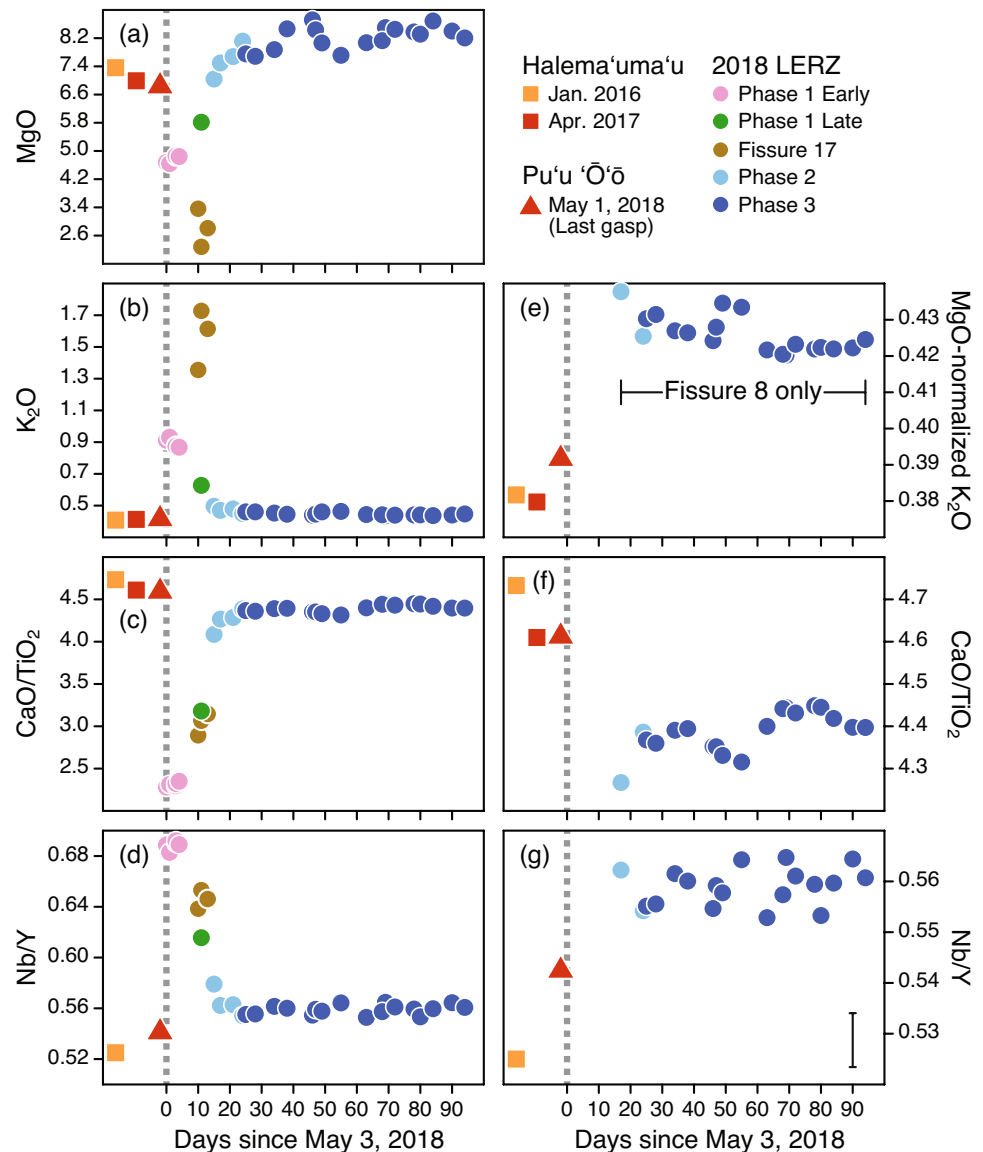 (a)
MgO
8.2
7.4
6.6
5.8
5.0
4.2
3.4
2.6
Halemaʻumaʻu
Jan. 2016
Apr. 2017
Puʻu ʻŌʻō
May 1, 2018
(Last gasp)
2018 LERZ
Phase 1 Early
Phase 1 Late
Fissure 17
Phase 2
Phase 3
(b)
K₂O
1.7
1.5
1.3
1.1
0.9
0.7
0.5
(e)
Fissure 8 only
0.43
0.42
0.41
0.40
0.39
0.38
MgO-normalized K₂O
(c)
CaO/TiO₂
4.5
4.0
3.5
3.0
2.5
(f)
4.7
4.6
4.5
4.4
4.3
CaO/TiO₂
(d)
Nb/Y
0.68
0.64
0.60
0.56
0.52
0 10 20 30 40 50 60 70 80 90
Days since May 3, 2018
(g)
0.56
0.55
0.54
0.53
Nb/Y
0 10 20 30 40 50 60 70 80 90
Days since May 3, 2018